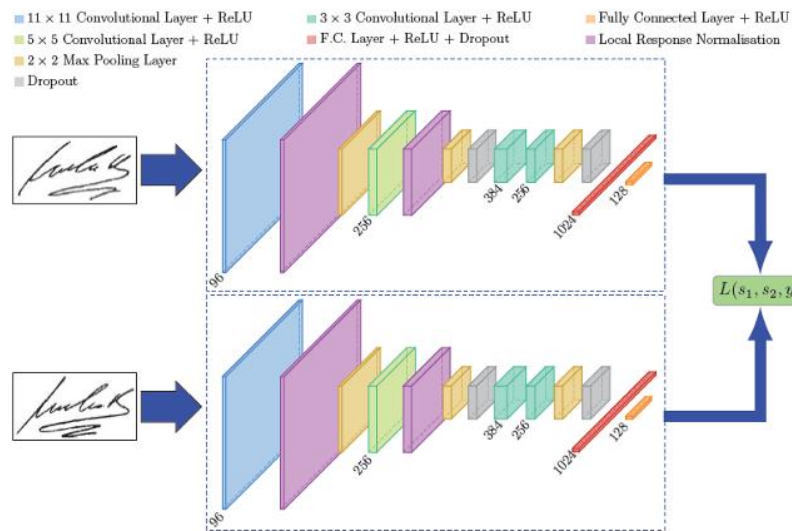 11 × 11 Convolutional Layer + ReLU
3 × 3 Convolutional Layer + ReLU
Fully Connected Layer + ReLU
5 × 5 Convolutional Layer + ReLU
F.C. Layer + ReLU + Dropout
Local Response Normalisation
2 × 2 Max Pooling Layer
Dropout
96
256
384
256
1024
128
L(s₁, s₂, y
96
256
384
256
1024
128